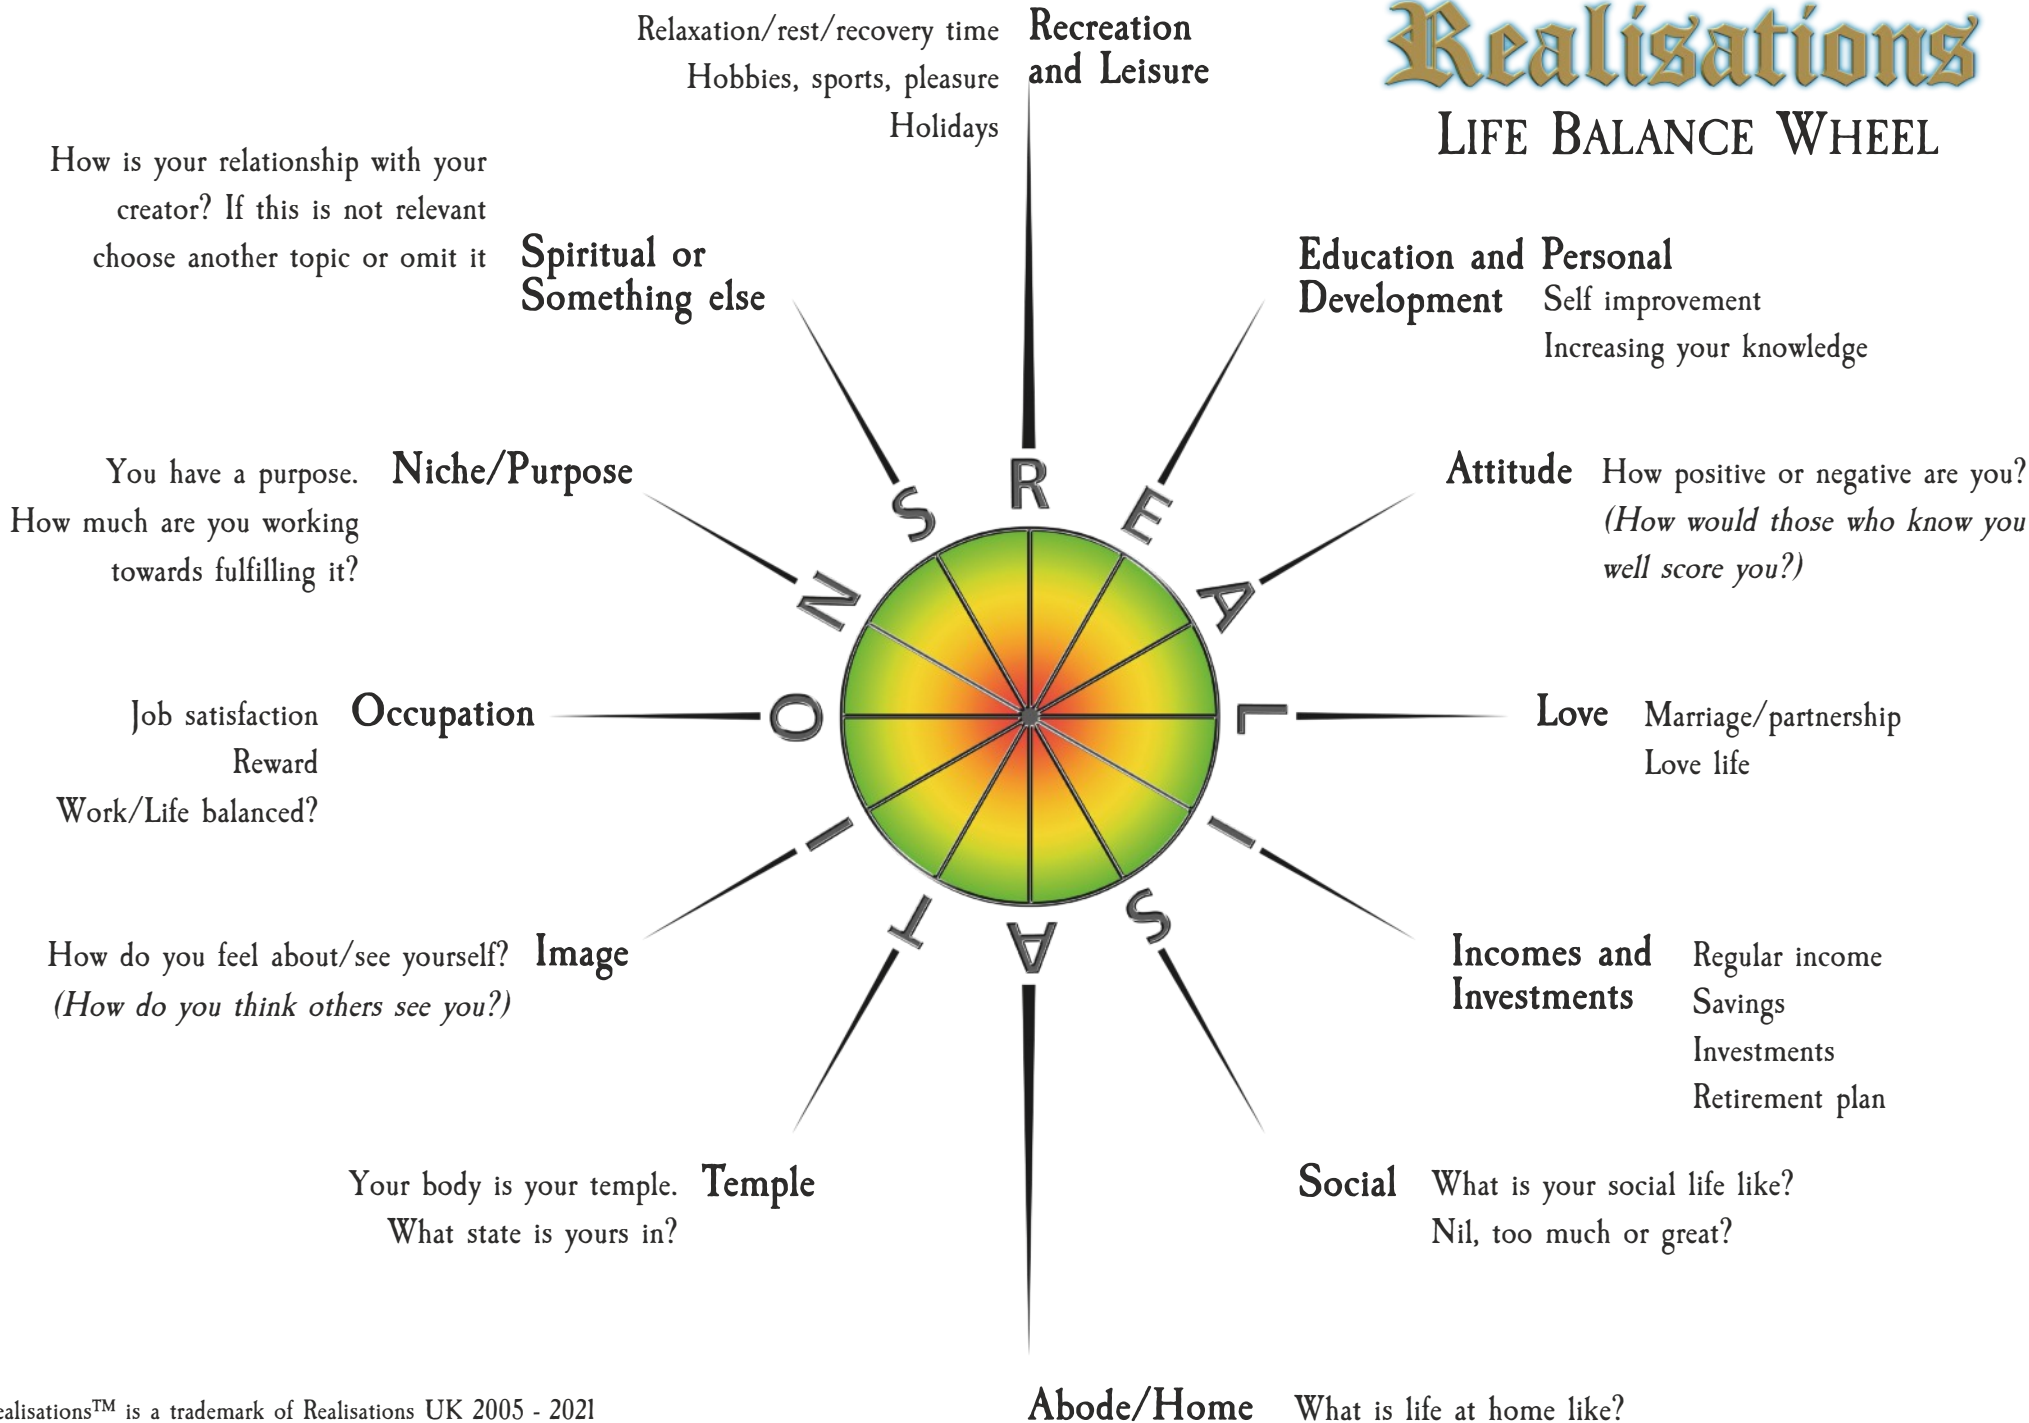 Realisations
LIFE BALANCE WHEEL
Recreation
and Leisure
Relaxation/rest/recovery time
Hobbies, sports, pleasure
Holidays
Education and Personal
Development
Self improvement
Increasing your knowledge
Attitude
How positive or negative are you?
(How would those who know you
well score you?)
Love
Marriage/partnership
Love life
Incomes and
Investments
Regular income
Savings
Investments
Retirement plan
Social
What is your social life like?
Nil, too much or great?
Abode/Home
What is life at home like?
Temple
Your body is your temple.
What state is yours in?
Image
How do you feel about/see yourself?
(How do you think others see you?)
Occupation
Job satisfaction
Reward
Work/Life balanced?
Niche/Purpose
You have a purpose.
How much are you working
towards fulfilling it?
Spiritual or
Something else
How is your relationship with your
creator? If this is not relevant
choose another topic or omit it
R E A L I S A T I O N S
ealisations™ is a trademark of Realisations UK 2005 - 2021